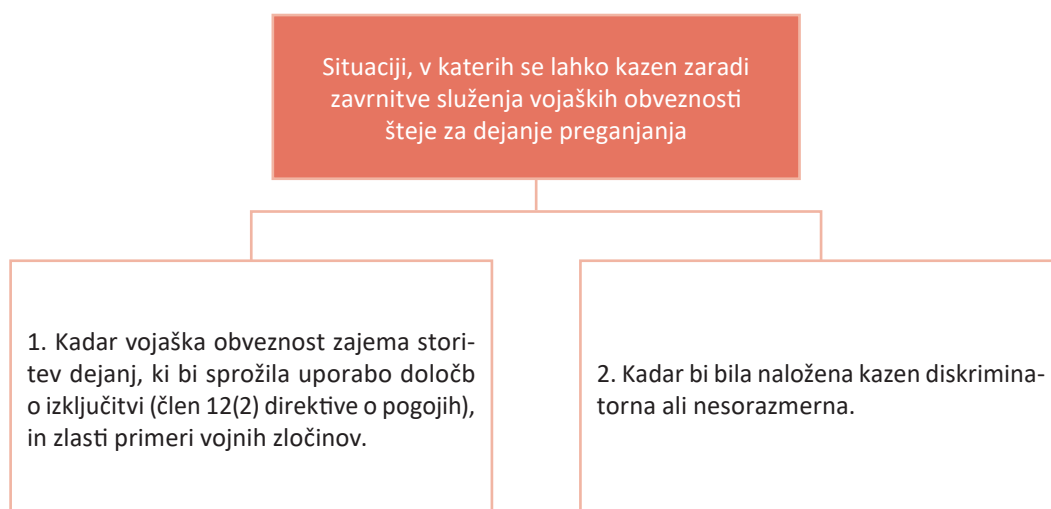 Situaciji, v katerih se lahko kazen zaradi
zavrnitve služenja vojaških obveznosti
šteje za dejanje preganjanja
1. Kadar vojaška obveznost zajema stori-
tev dejanj, ki bi sprožila uporabo določb
o izključitvi (člen 12(2) direktive o pogojih),
in zlasti primeri vojnih zločinov.
2. Kadar bi bila naložena kazen diskrimina-
torna ali nesorazmerna.